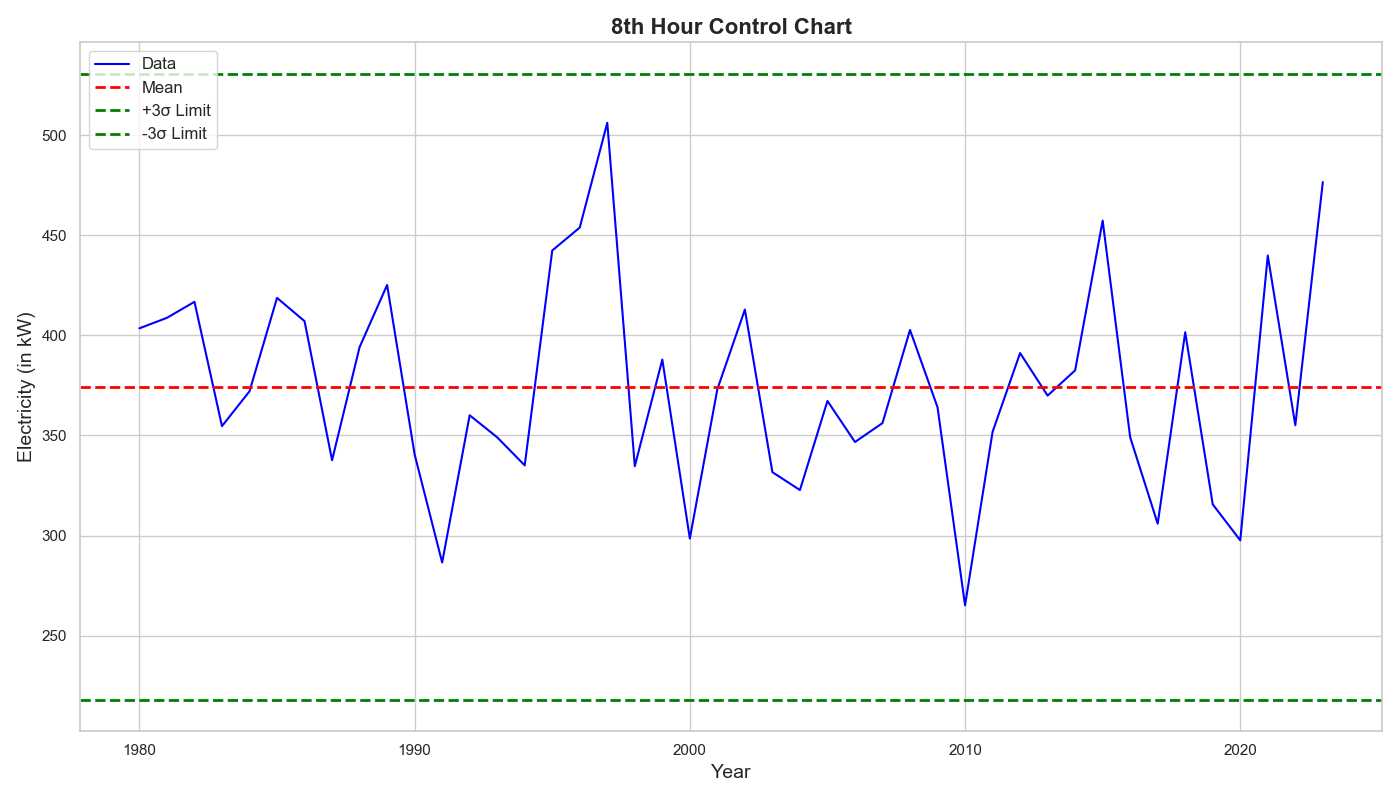 8th Hour Control Chart
Data
Mean
+3σ Limit
-3σ Limit
Electricity (in kW)
500
450
400
350
300
250
1980
1990
2000
2010
2020
Year